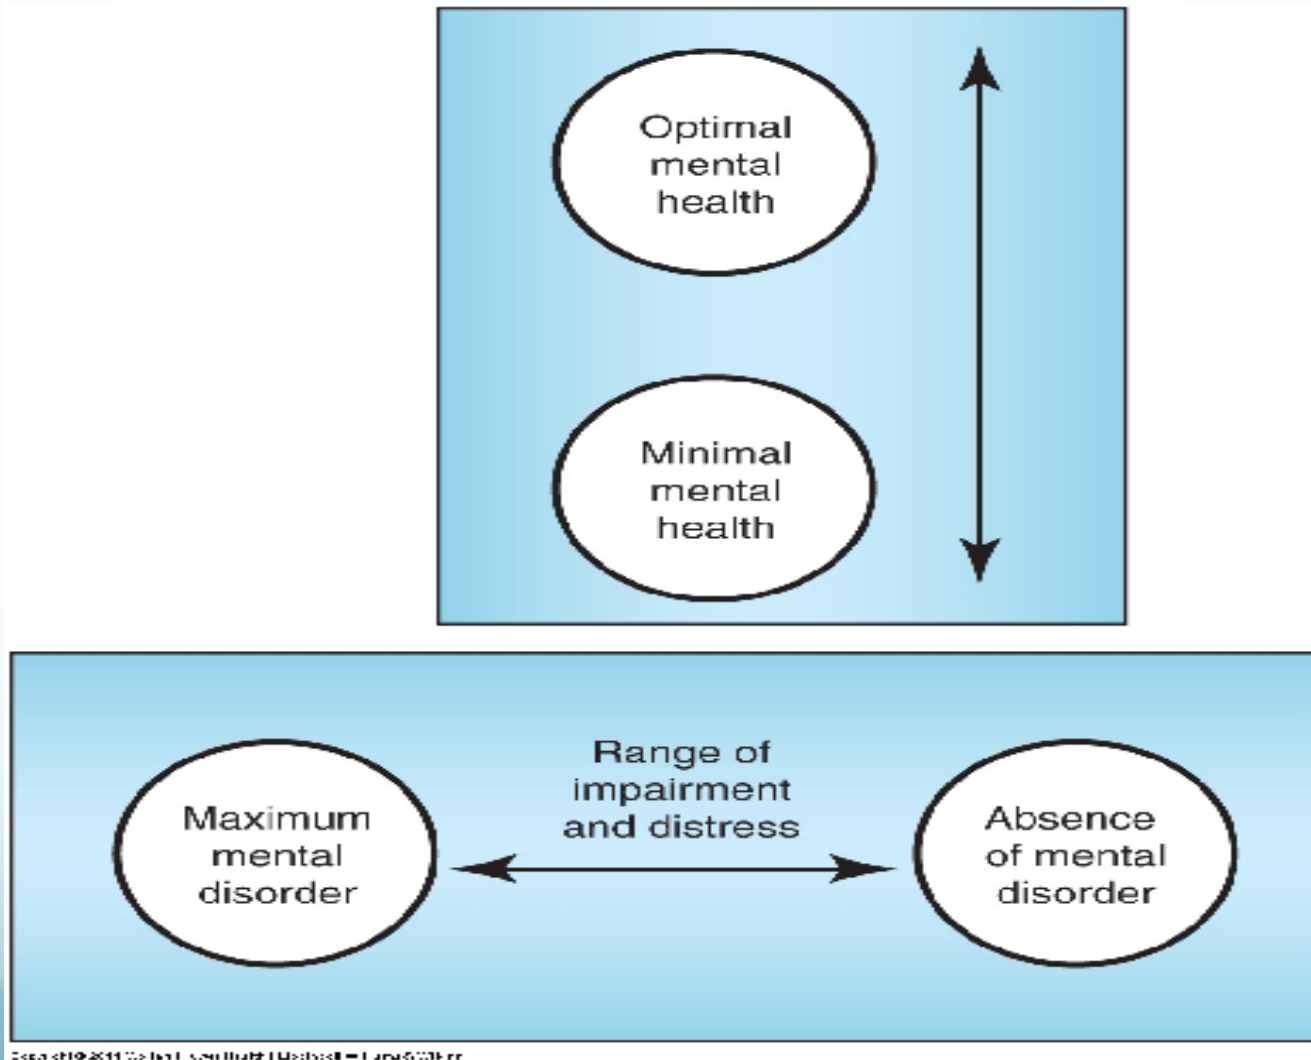 Optimal
mental
health
Minimal
mental
health
Range of
impairment
and distress
Maximum
mental
disorder
Absence
of mental
disorder